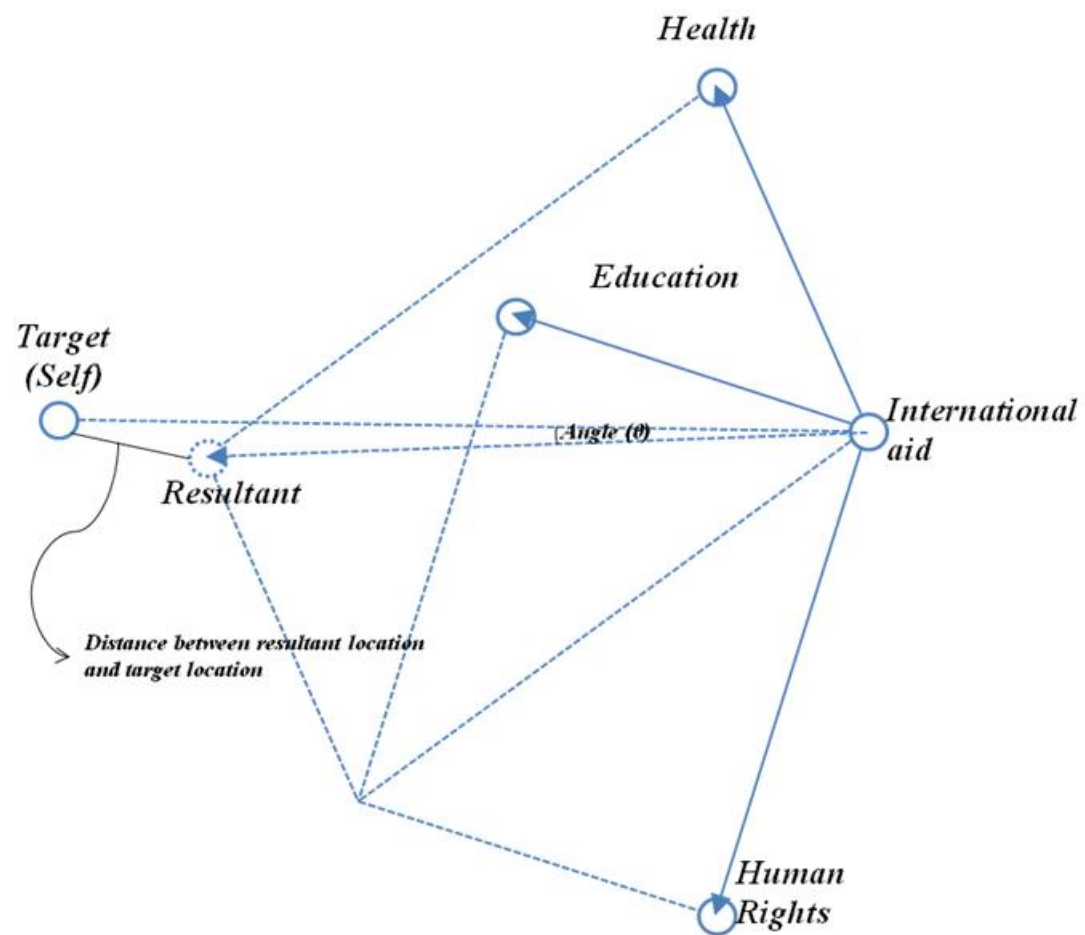 Health
Education
Target
(Self)
International
aid
Angle (θ)
Resultant
Distance between resultant location
and target location
Human
Rights